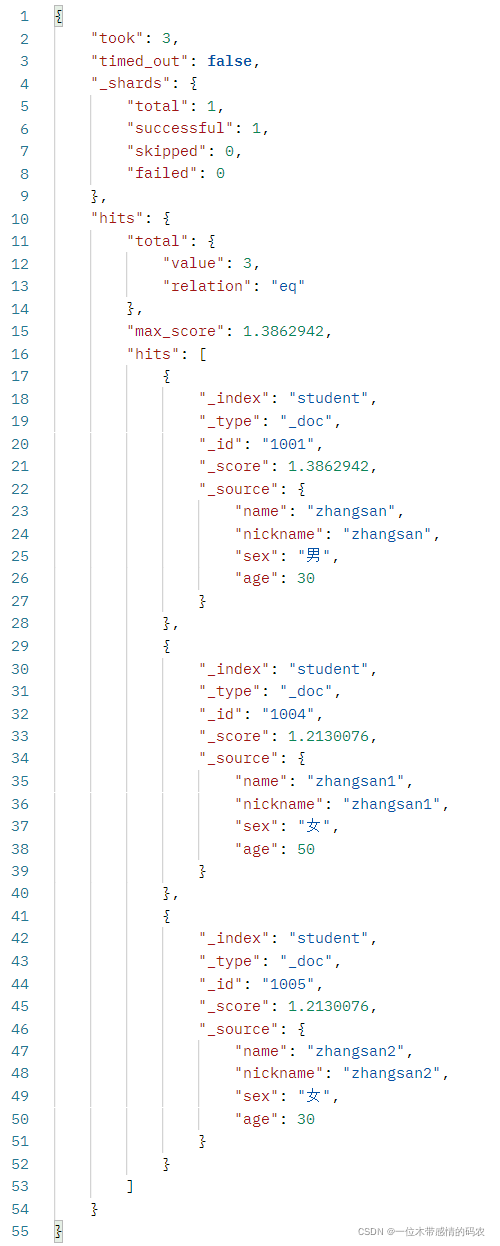 1 {
2 "took": 3,
3 "timed_out": false,
4 "_shards": {
5 "total": 1,
6 "successful": 1,
7 "skipped": 0,
8 "failed": 0
9 },
10 "hits": {
11 "total": {
12 "value": 3,
13 "relation": "eq"
14 },
15 "max_score": 1.3862942,
16 "hits": [
17 {
18 "_index": "student",
19 "_type": "_doc",
20 "_id": "1001",
21 "_score": 1.3862942,
22 "_source": {
23 "name": "zhangsan",
24 "nickname": "zhangsan",
25 "sex": "男",
26 "age": 30
27 }
28 },
29 {
30 "_index": "student",
31 "_type": "_doc",
32 "_id": "1004",
33 "_score": 1.2130076,
34 "_source": {
35 "name": "zhangsan1",
36 "nickname": "zhangsan1",
37 "sex": "女",
38 "age": 50
39 }
40 },
41 {
42 "_index": "student",
43 "_type": "_doc",
44 "_id": "1005",
45 "_score": 1.2130076,
46 "_source": {
47 "name": "zhangsan2",
48 "nickname": "zhangsan2",
49 "sex": "女",
50 "age": 30
51 }
52 }
53 ]
54 }
55 }
CSDN @一位木带感情的码农